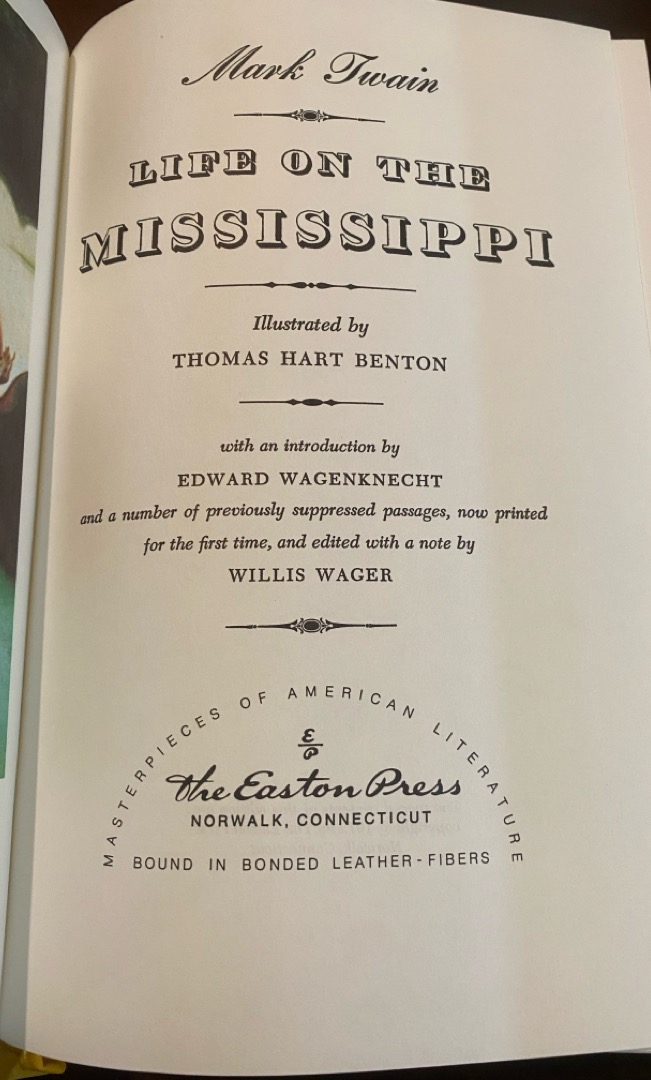 Mark Twain
LIFE ON THE
MISSISSIPPI
Illustrated by
THOMAS HART BENTON
with an introduction by
EDWARD WAGENKNECHT
and a number of previously suppressed passages, now printed
for the first time, and edited with a note by
WILLIS WAGER
MASTERPIECES OF AMERICAN LITERATURE
EP
The Easton Press
NORWALK, CONNECTICUT
BOUND IN BONDED LEATHER-FIBERS